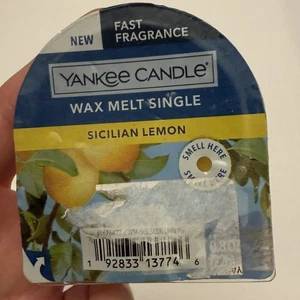 NEW
FAST
FRAGRANCE
YANKEE CANDLE®
WAX MELT SINGLE
SICILIAN LEMON
SMELL HERE
1 92833 13774 6